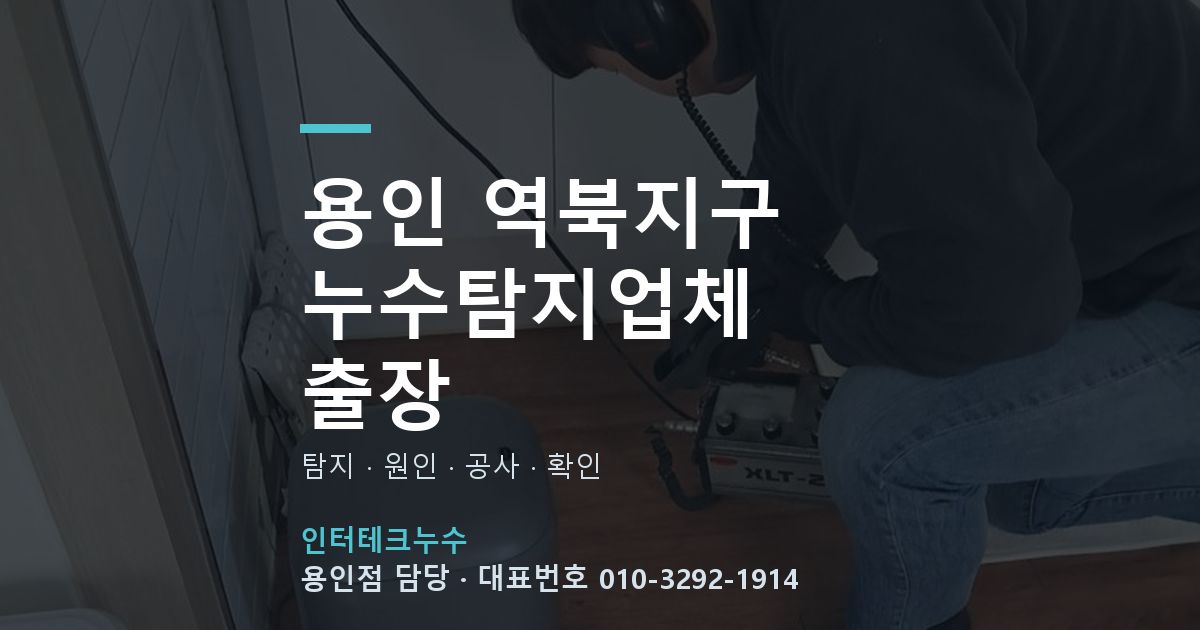 용인 역북지구
누수탐지업체
출장
탐지 · 원인 · 공사 · 확인
XLT-2
인터테크누수
용인점 담당 · 대표번호 010-3292-1914